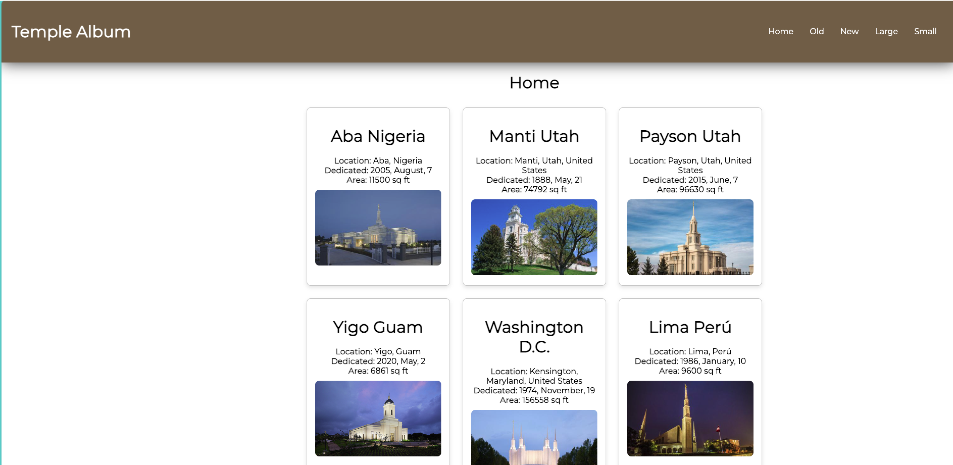 Temple Album
Home Old New Large Small
Home
Aba Nigeria
Location: Aba, Nigeria
Dedicated: 2005, August, 7
Area: 11500 sq ft
Manti Utah
Location: Manti, Utah, United
States
Dedicated: 1888, May, 21
Area: 74792 sq ft
Payson Utah
Location: Payson, Utah, United
States
Dedicated: 2015, June, 7
Area: 96630 sq ft
Yigo Guam
Location: Yigo, Guam
Dedicated: 2020, May, 2
Area: 6861 sq ft
Washington
D.C.
Location: Kensington,
Maryland, United States
Dedicated: 1974, November, 19
Area: 156558 sq ft
Lima Perú
Location: Lima, Perú
Dedicated: 1986, January, 10
Area: 9600 sq ft